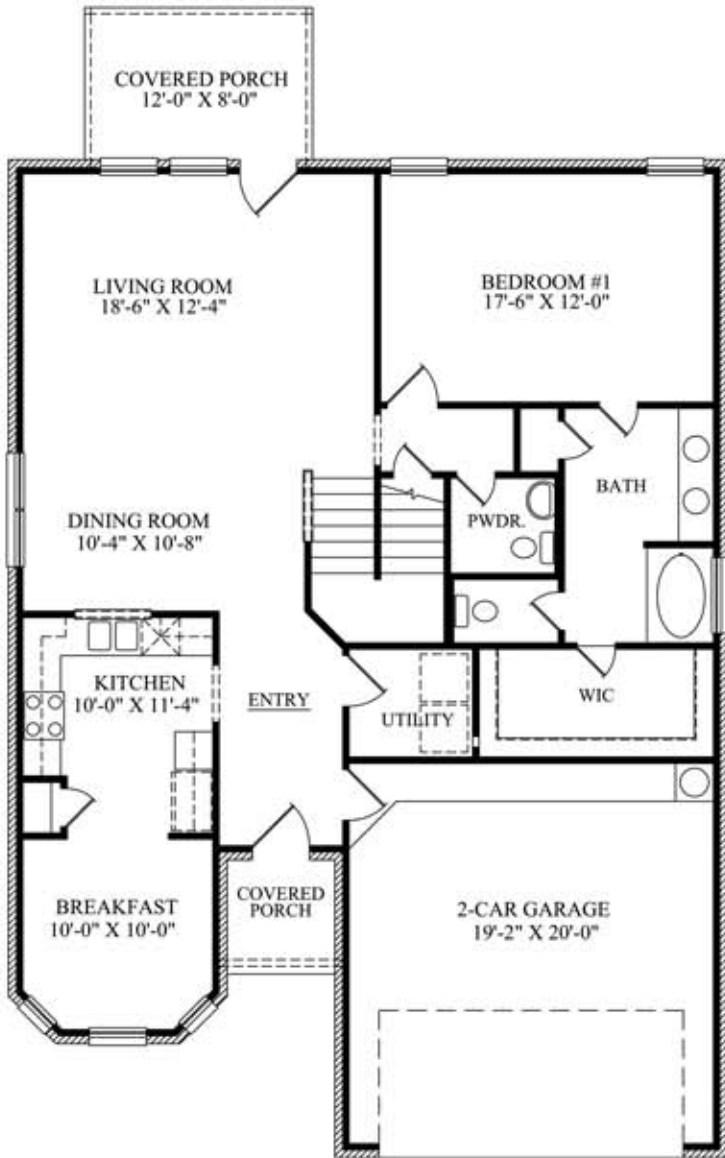 COVERED PORCH
12'-0" X 8'-0"
LIVING ROOM
18'-6" X 12'-4"
BEDROOM #1
17'-6" X 12'-0"
BATH
PWDR.
DINING ROOM
10'-4" X 10'-8"
KITCHEN
10'-0" X 11'-4"
ENTRY
UTILITY
WIC
COVERED
PORCH
BREAKFAST
10'-0" X 10'-0"
2-CAR GARAGE
19'-2" X 20'-0"